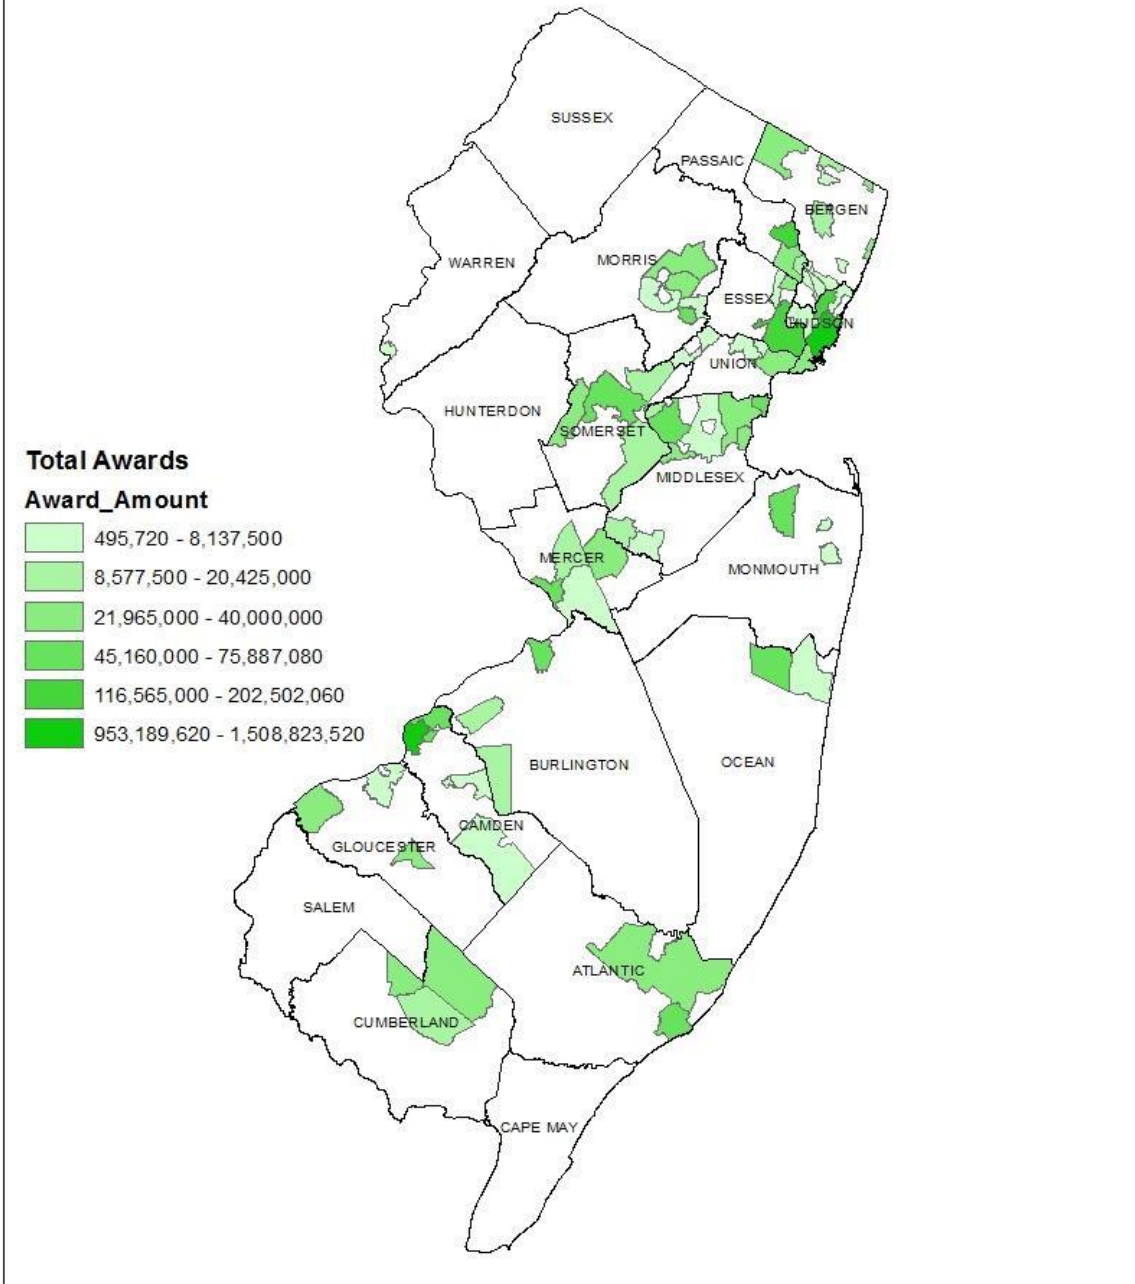 SUSSEX
PASSAIC
BERGEN
WARREN
MORRIS
ESSEX
HUDSON
UNION
HUNTERDON
SOMERSET
Total Awards
MIDDLESEX
Award_Amount
495,720 - 8,137,500
8,577,500 - 20,425,000
MERCER
MONMOUTH
21,965,000 - 40,000,000
45,160,000 - 75,887,080
116,565,000 - 202,502,060
953,189,620 - 1,508,823,520
BURLINGTON
OCEAN
CAMDEN
GLOUCESTER
SALEM
ATLANTIC
CUMBERLAND
CAPE MAY